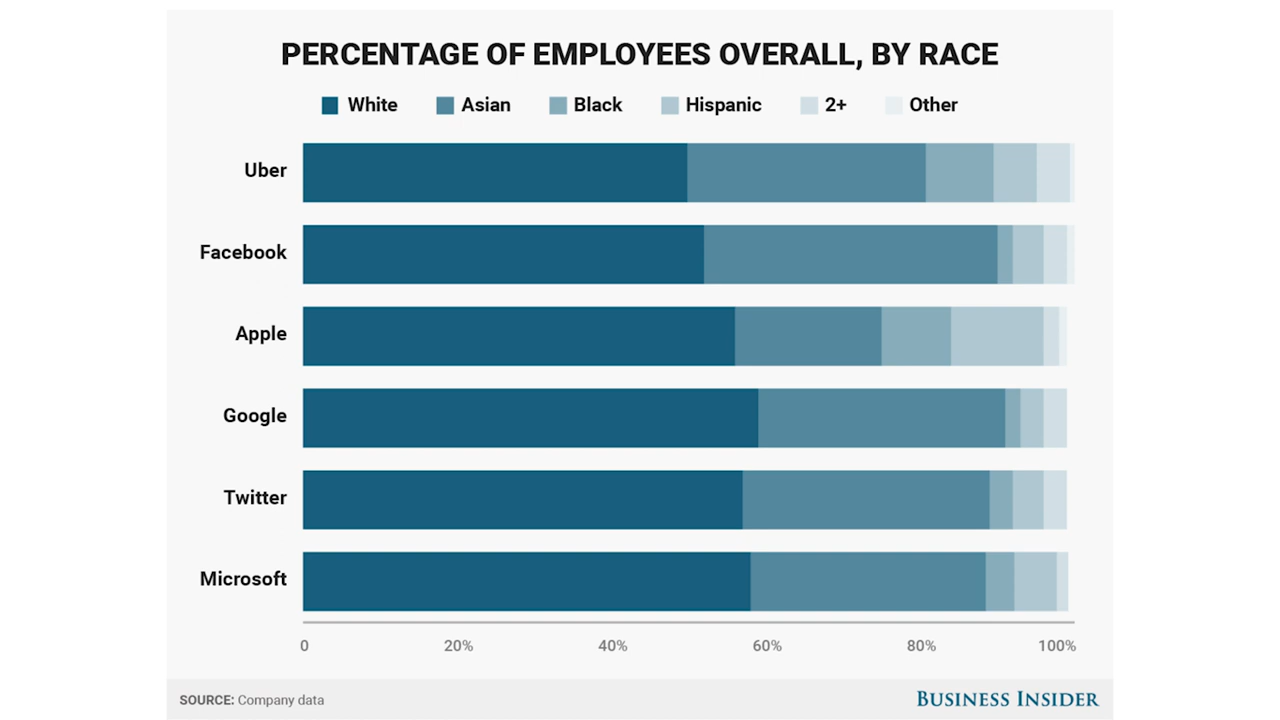 PERCENTAGE OF EMPLOYEES OVERALL, BY RACE
White Asian Black Hispanic 2+ Other
Uber
Facebook
Apple
Google
Twitter
Microsoft
0 20% 40% 60% 80% 100%
SOURCE: Company data BUSINESS INSIDER